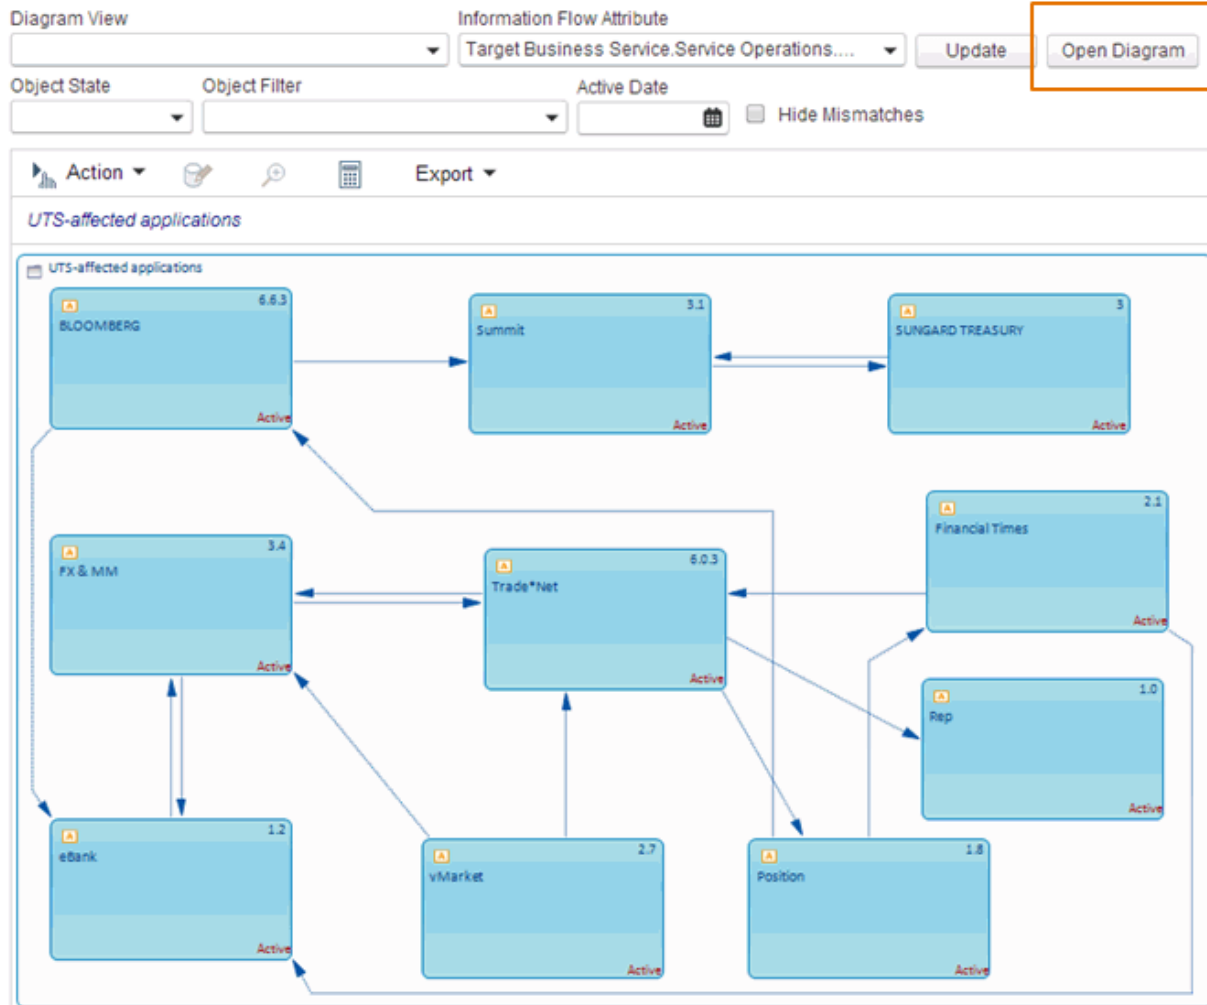 Diagram View Information Flow Attribute
Target Business Service.Service Operations.... Update Open Diagram
Object State Object Filter Active Date
Hide Mismatches
Action Export
UTS-affected applications
UTS-affected applications
A 6.6.3
BLOOMBERG
Active
A 3.1
Summit
Active
A 3
SUNGARD TREASURY
Active
A 3.4
FX & MM
Active
A 6.0.3
Trade*Net
Active
A 2.1
Financial Times
Active
A 1.0
Rep
Active
A 1.2
eBank
Active
A 2.7
vMarket
Active
A 1.8
Position
Active